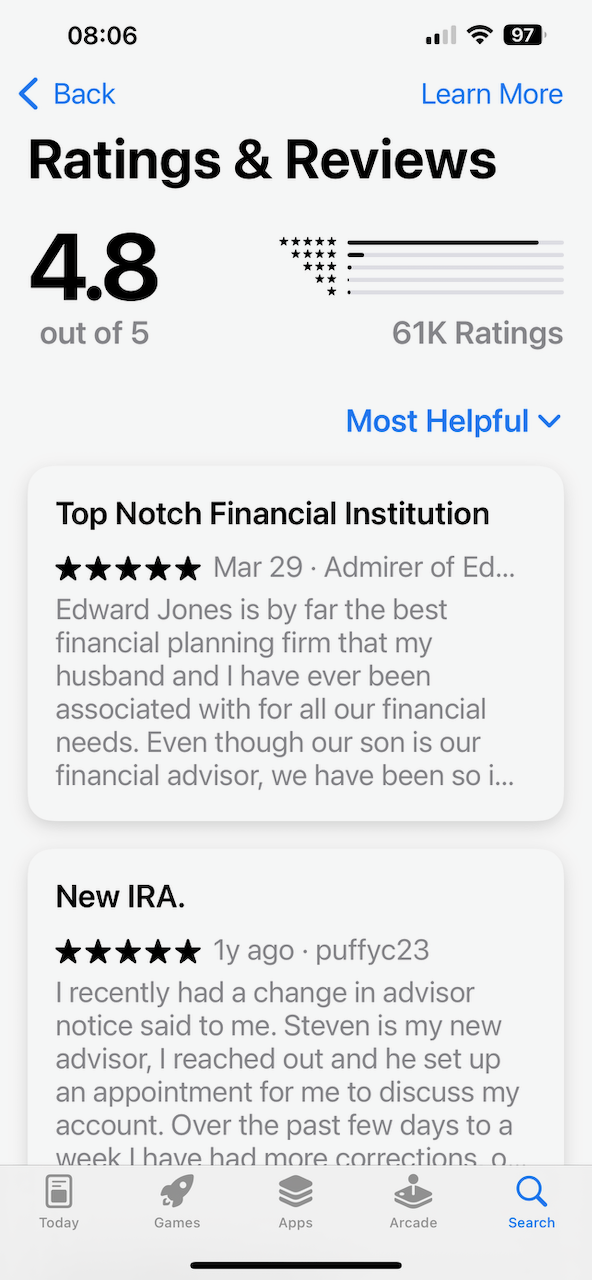 08:06
97
Back
Learn More
Ratings & Reviews
4.8
out of 5
61K Ratings
Most Helpful
Top Notch Financial Institution
Mar 29 · Admirer of Ed...
Edward Jones is by far the best
financial planning firm that my
husband and I have ever been
associated with for all our financial
needs. Even though our son is our
financial advisor, we have been so i...
New IRA.
1y ago · puffyc23
I recently had a change in advisor
notice said to me. Steven is my new
advisor, I reached out and he set up
an appointment for me to discuss my
account. Over the past few days to a
week I have had more corrections, o...
Today
Games
Apps
Arcade
Search